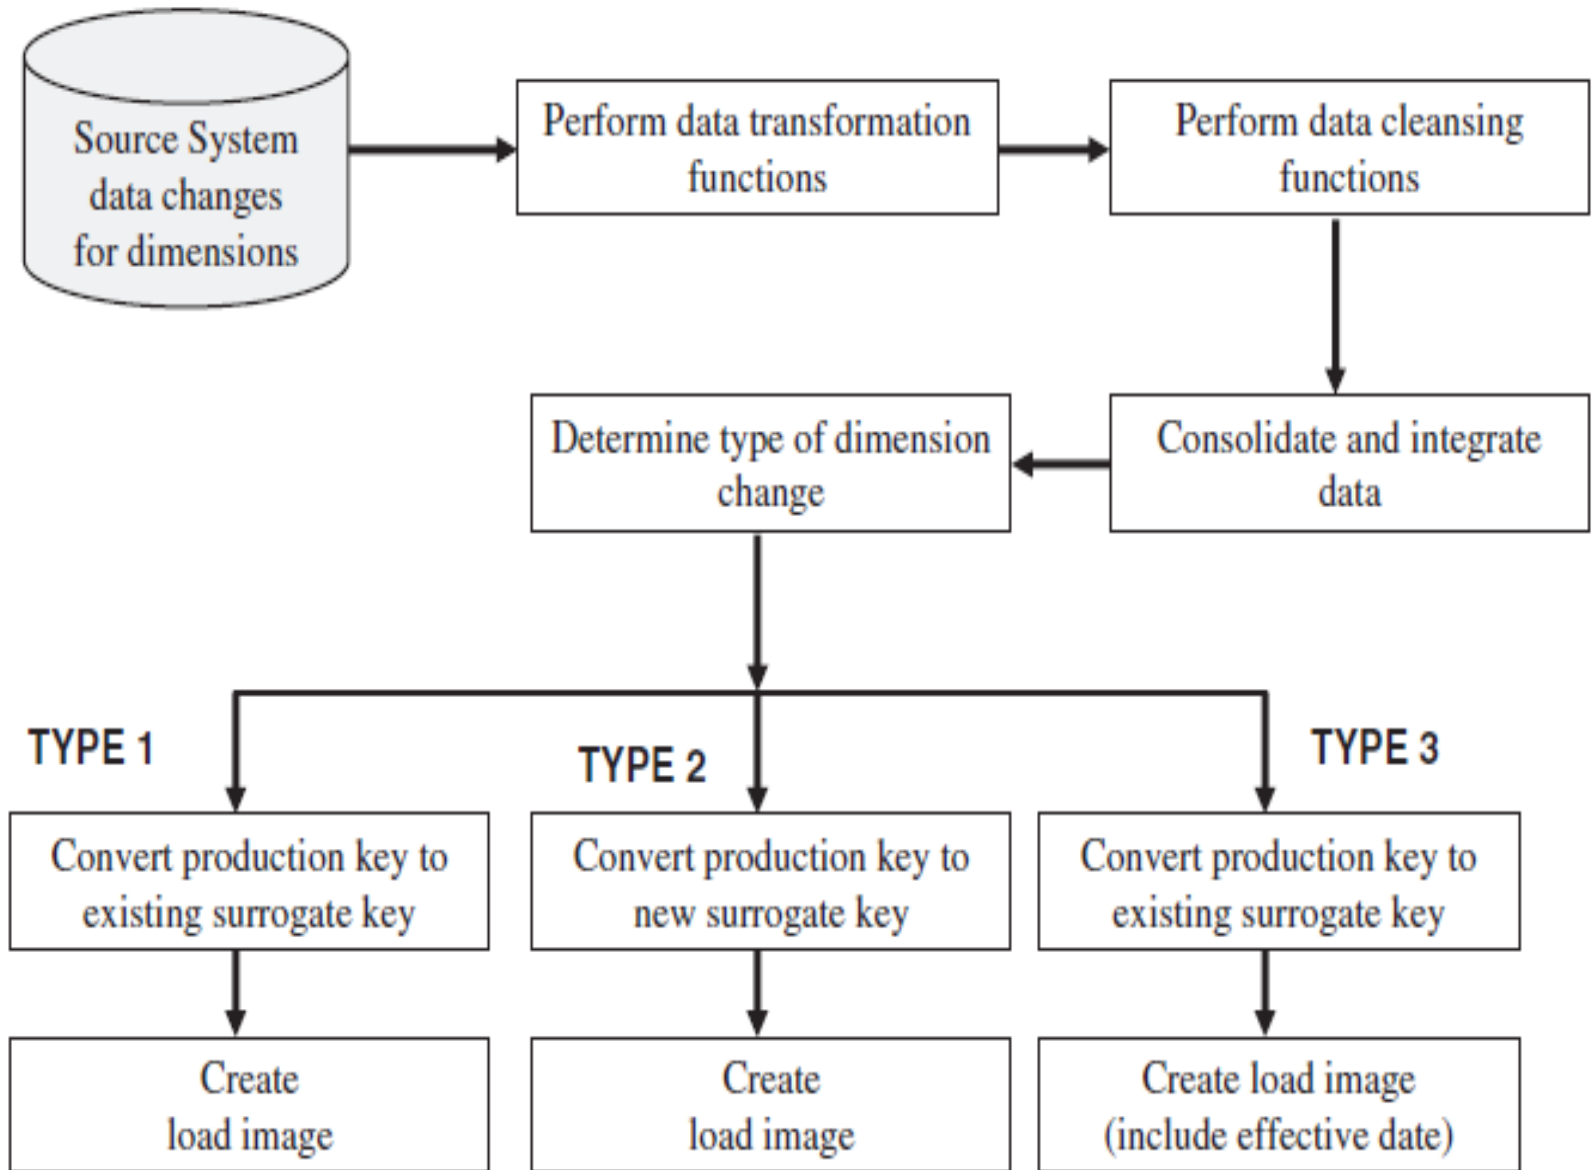 Source System
data changes
for dimensions
Perform data transformation
functions
Perform data cleansing
functions
Determine type of dimension
change
Consolidate and integrate
data
TYPE 1
TYPE 2
TYPE 3
Convert production key to
existing surrogate key
Convert production key to
new surrogate key
Convert production key to
existing surrogate key
Create
load image
Create
load image
Create load image
(include effective date)